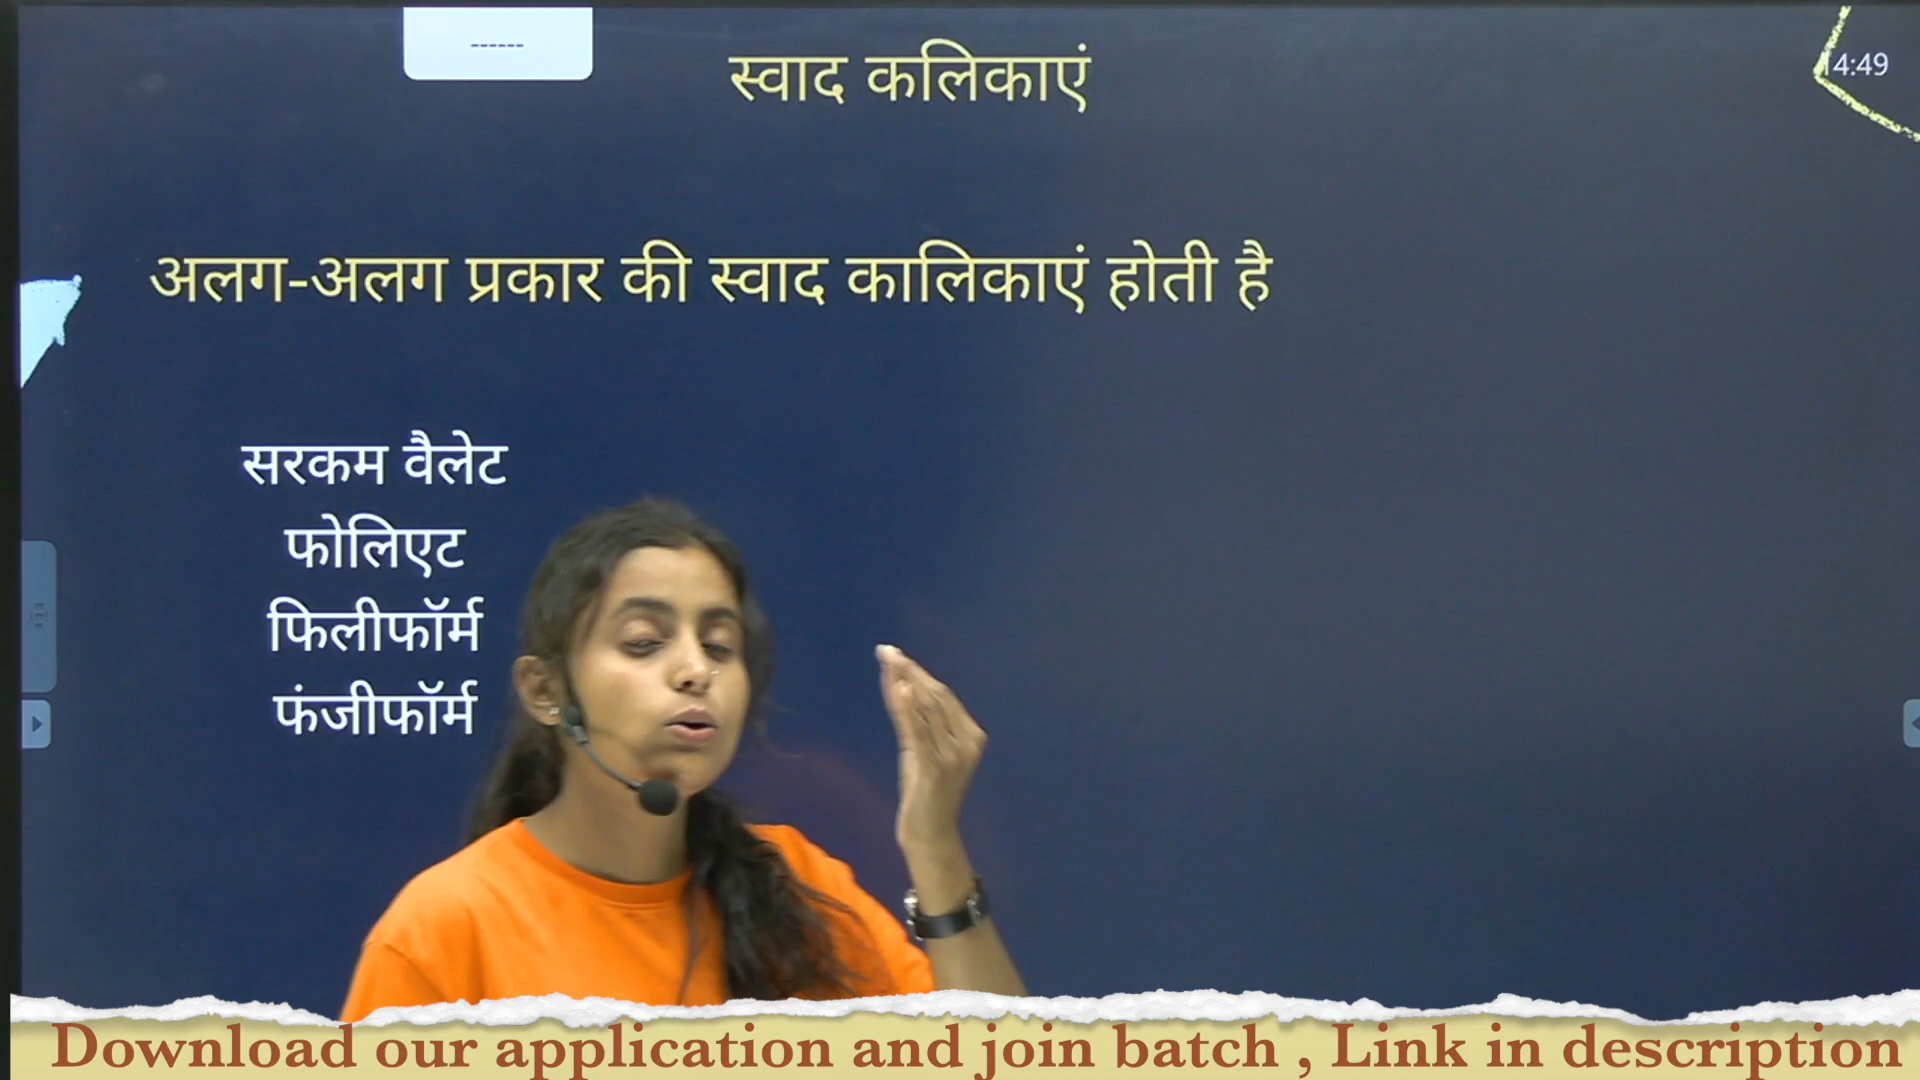 ------
स्वाद कलिकाएं
4:49
अलग-अलग प्रकार की स्वाद कालिकाएं होती है
सरकम वैलेट
फोलिएट
फिलीफॉर्म
फंजीफॉर्म
Download our application and join batch , Link in description